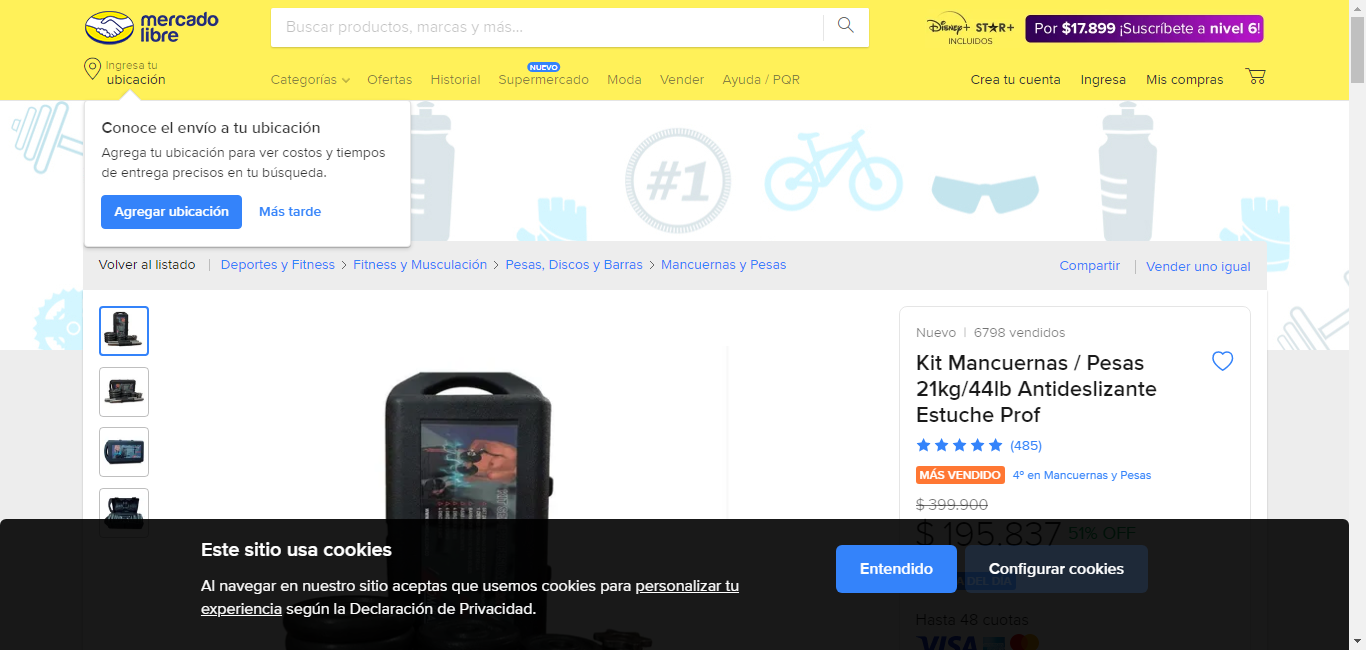 mercado
libre
Buscar productos, marcas y más...
Disney+ STAR+
INCLUIDOS
Por $17.899 ¡Suscríbete a nivel 6!
Ingresa tu
ubicación
Categorías
Ofertas
Historial
NUEVO
Supermercado
Moda
Vender
Ayuda / PQR
Crea tu cuenta
Ingresa
Mis compras
Conoce el envío a tu ubicación
Agrega tu ubicación para ver costos y tiempos
de entrega precisos en tu búsqueda.
Agregar ubicación
Más tarde
#1
Volver al listado
Deportes y Fitness
Fitness y Musculación
Pesas, Discos y Barras
Mancuernas y Pesas
Compartir
Vender uno igual
Nuevo | 6798 vendidos
Kit Mancuernas / Pesas
21kg/44lb Antideslizante
Estuche Prof
(485)
MÁS VENDIDO
4º en Mancuernas y Pesas
$ 399.900
$ 195.837 51% OFF
DEL DÍA
Hasta 48 cuotas
VISA
Este sitio usa cookies
Al navegar en nuestro sitio aceptas que usemos cookies para personalizar tu
experiencia según la Declaración de Privacidad.
Entendido
Configurar cookies